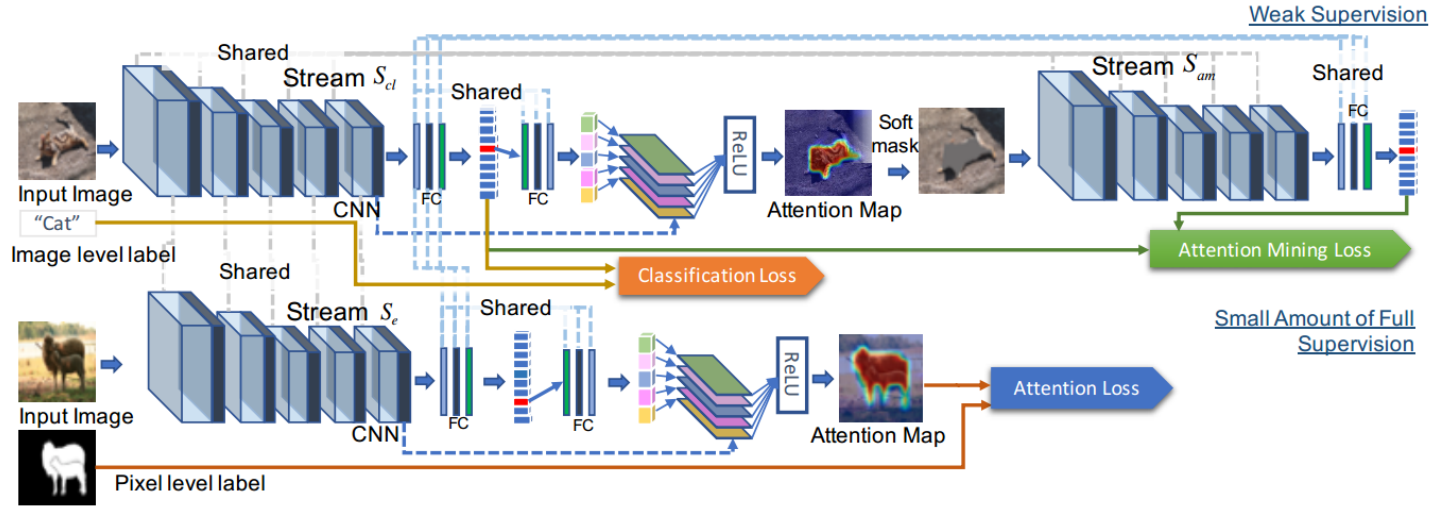 Weak Supervision
Shared
Stream S_cl
Shared
Stream S_am
Shared
FC
Input Image
CNN
FC
FC
ReLU
Attention Map
Soft
mask
"Cat"
Image level label
Classification Loss
Attention Mining Loss
Shared
Stream S_e
Shared
Small Amount of Full
Supervision
Input Image
CNN
FC
FC
ReLU
Attention Map
Attention Loss
Pixel level label